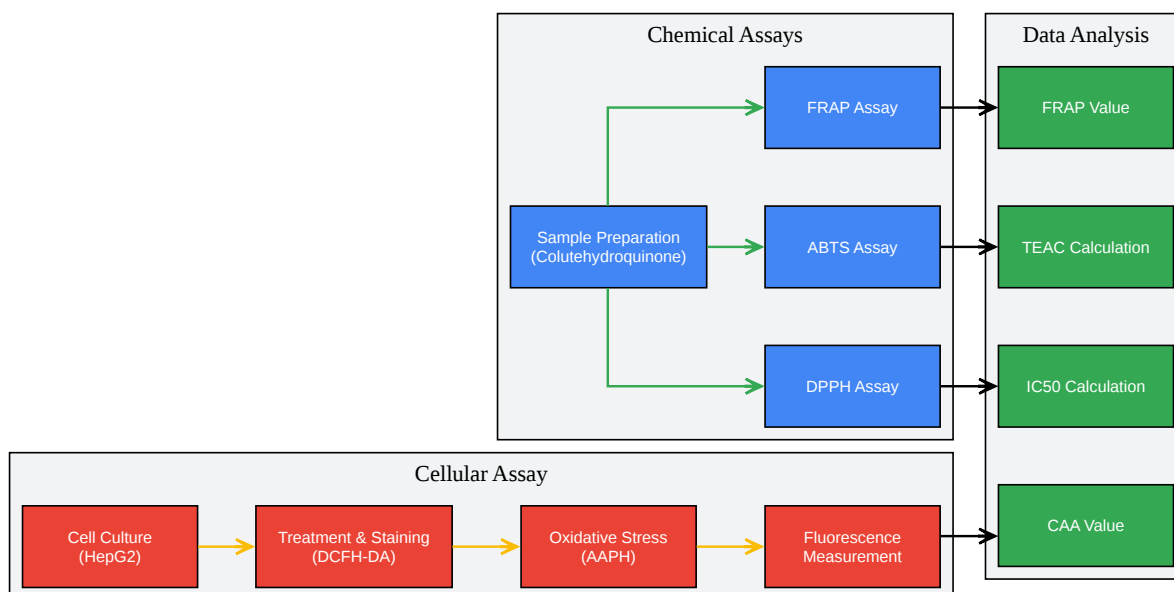 Chemical Assays
Data Analysis
FRAP Assay
FRAP Value
Sample Preparation
(Colutehydroquinone)
ABTS Assay
TEAC Calculation
DPPH Assay
IC50 Calculation
Cellular Assay
Cell Culture
(HepG2)
Treatment & Staining
(DCFH-DA)
Oxidative Stress
(AAPH)
Fluorescence
Measurement
CAA Value